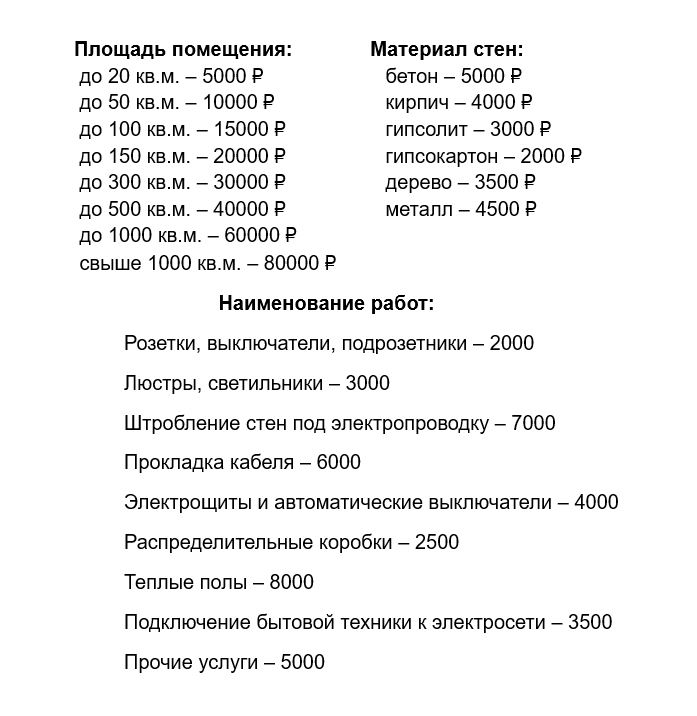 Площадь помещения:
до 20 кв.м. – 5000 ₽
до 50 кв.м. – 10000 ₽
до 100 кв.м. – 15000 ₽
до 150 кв.м. – 20000 ₽
до 300 кв.м. – 30000 ₽
до 500 кв.м. – 40000 ₽
до 1000 кв.м. – 60000 ₽
свыше 1000 кв.м. – 80000 ₽
Материал стен:
бетон – 5000 ₽
кирпич – 4000 ₽
гипсолит – 3000 ₽
гипсокартон – 2000 ₽
дерево – 3500 ₽
металл – 4500 ₽
Наименование работ:
Розетки, выключатели, подрозетники – 2000
Люстры, светильники – 3000
Штробление стен под электропроводку – 7000
Прокладка кабеля – 6000
Электрощиты и автоматические выключатели – 4000
Распределительные коробки – 2500
Теплые полы – 8000
Подключение бытовой техники к электросети – 3500
Прочие услуги – 5000